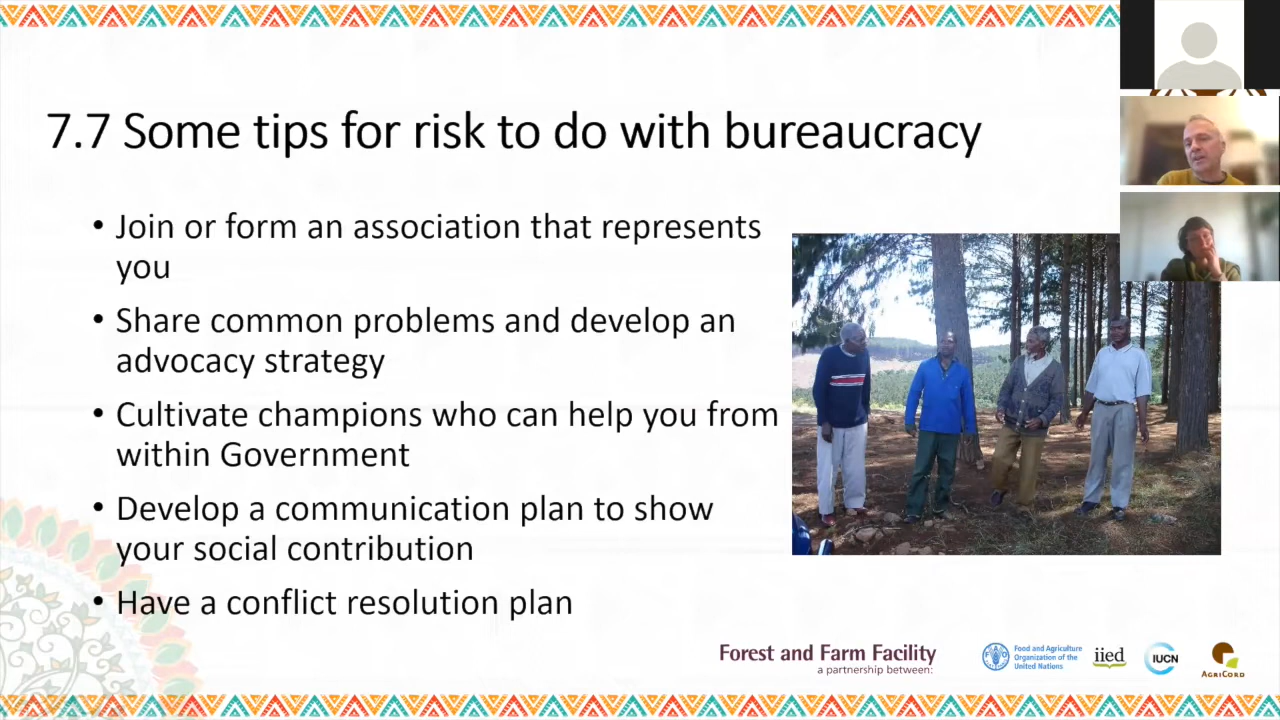 7.7 Some tips for risk to do with bureaucracy
• Join or form an association that represents
you
• Share common problems and develop an
advocacy strategy
• Cultivate champions who can help you from
within Government
• Develop a communication plan to show
your social contribution
• Have a conflict resolution plan
Forest and Farm Facility
a partnership between:
Food and Agriculture
Organization of the
United Nations
iied
IUCN
AGRICORD